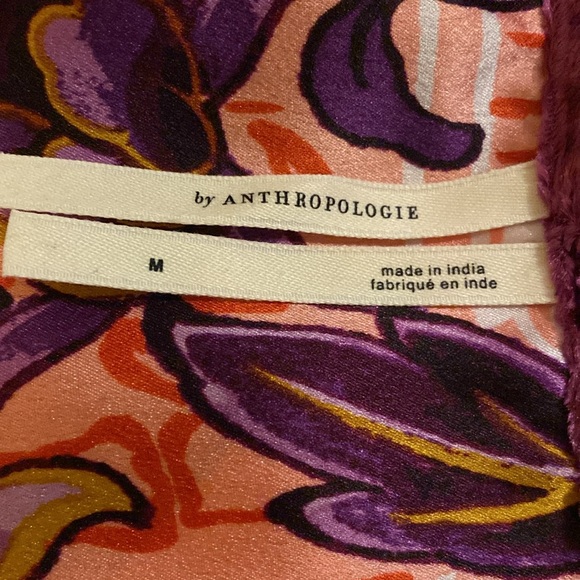 by ANTHROPOLOGIE
M
made in india
fabriqué en inde